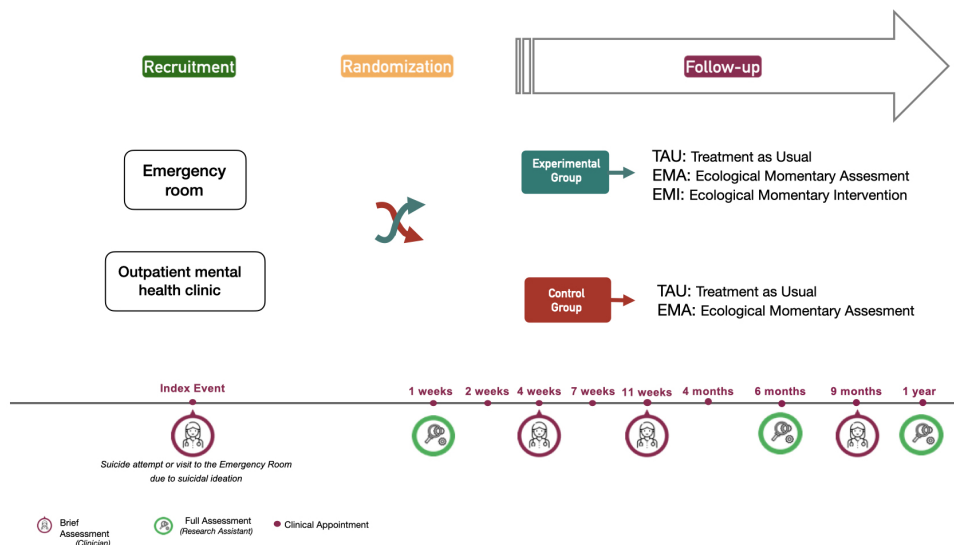 Recruitment
Randomization
Follow-up
Emergency
room
Outpatient mental
health clinic
Experimental
Group
TAU: Treatment as Usual
EMA: Ecological Momentary Assesment
EMI: Ecological Momentary Intervention
Control
Group
TAU: Treatment as Usual
EMA: Ecological Momentary Assesment
Index Event
1 weeks
2 weeks
4 weeks
7 weeks
11 weeks
4 months
6 months
9 months
1 year
Suicide attempt or visit to the Emergency Room
due to suicidal ideation
Brief
Assessment
(Clinician)
Full Assessment
(Research Assistant)
Clinical Appointment